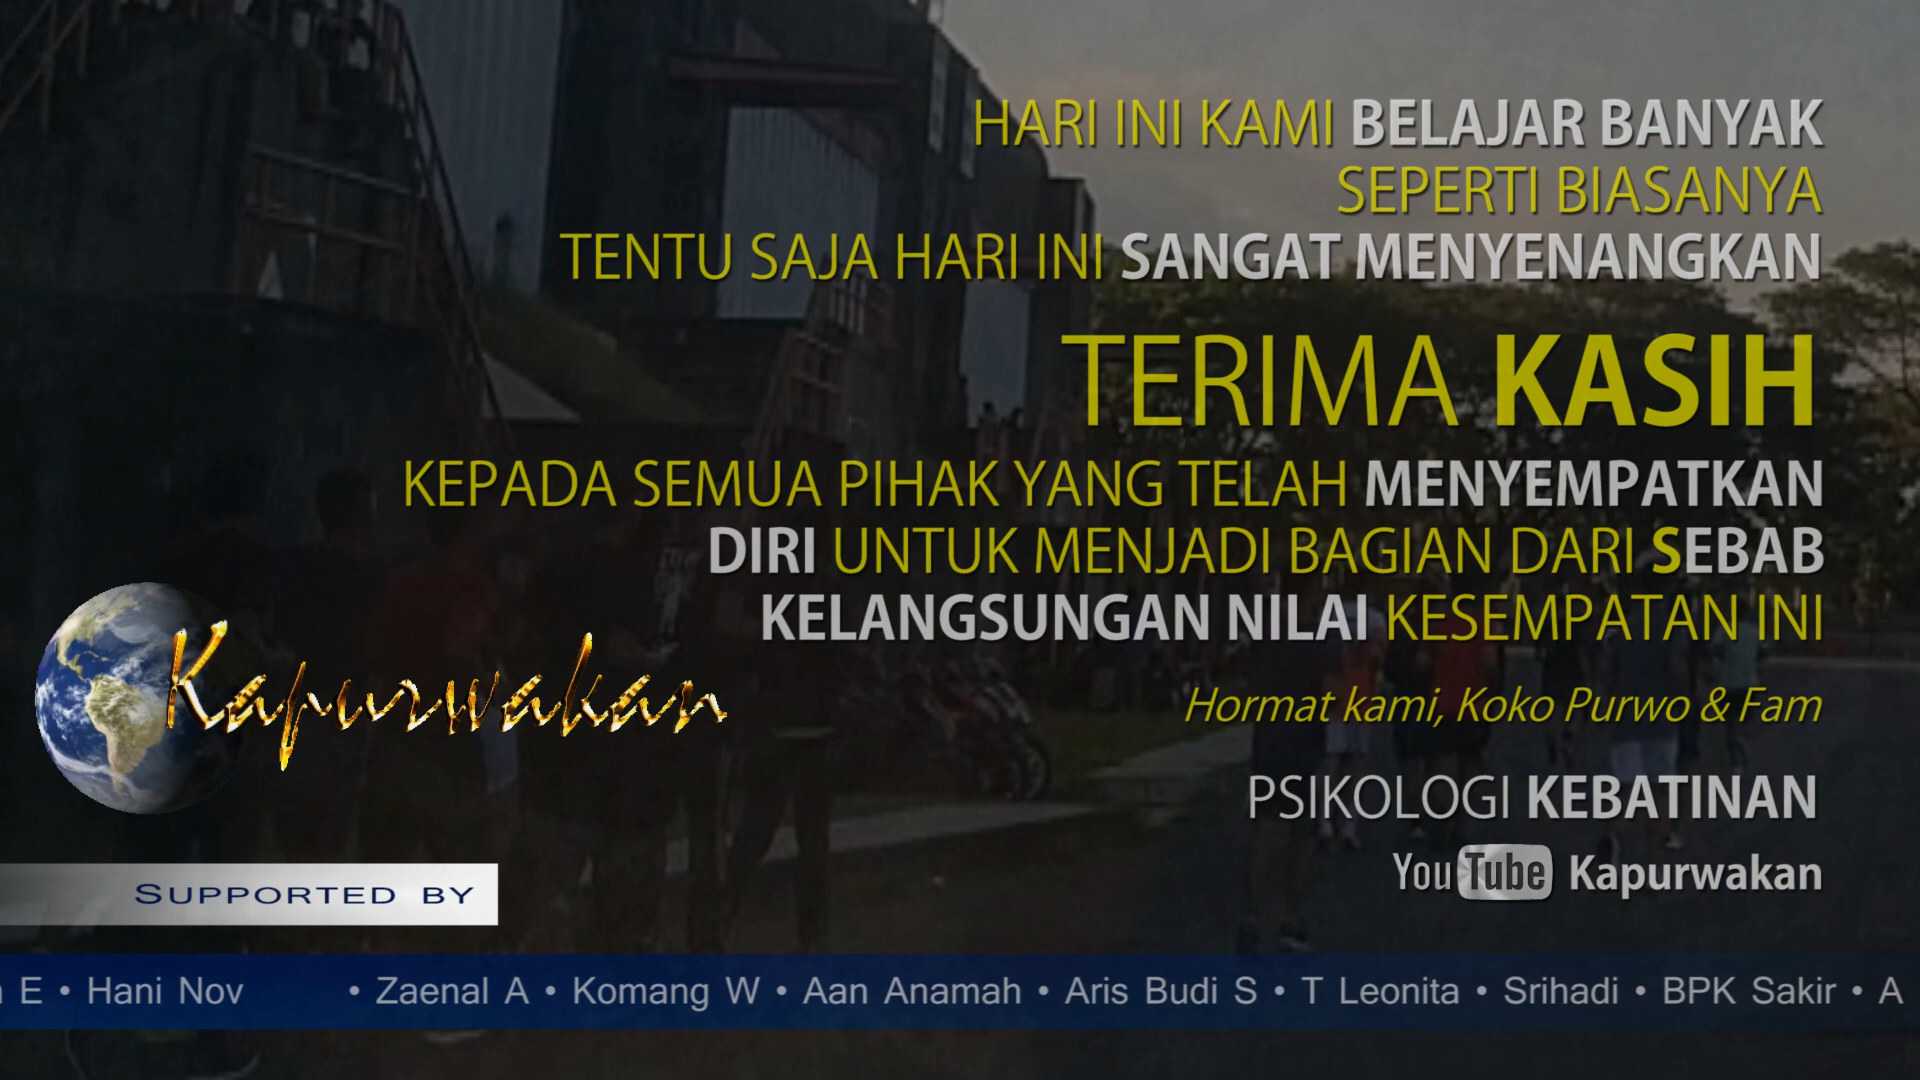 HARI INI KAMI BELAJAR BANYAK
SEPERTI BIASANYA
TENTU SAJA HARI INI SANGAT MENYENANGKAN
TERIMA KASIH
KEPADA SEMUA PIHAK YANG TELAH MENYEMPATKAN
DIRI UNTUK MENJADI BAGIAN DARI SEBAB
KELANGSUNGAN NILAI KESEMPATAN INI
Hormat kami, Koko Purwo & Fam
Kapurwakan
PSIKOLOGI KEBATINAN
YouTube Kapurwakan
SUPPORTED BY
E • Hani Nov • Zaenal A • Komang W • Aan Anamah • Aris Budi S • T Leonita • Srihadi • BPK Sakir • A